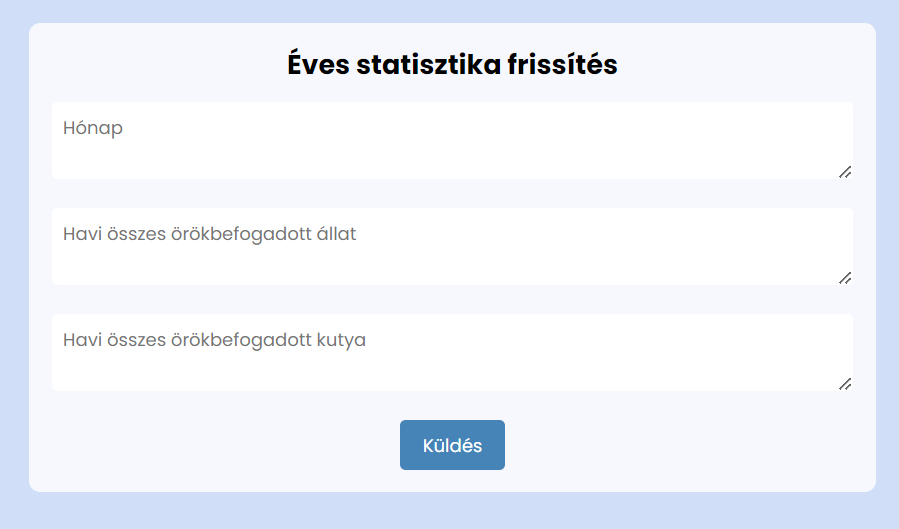 Éves statisztika frissítés
Hónap
Havi összes örökbefogadott állat
Havi összes örökbefogadott kutya
Küldés